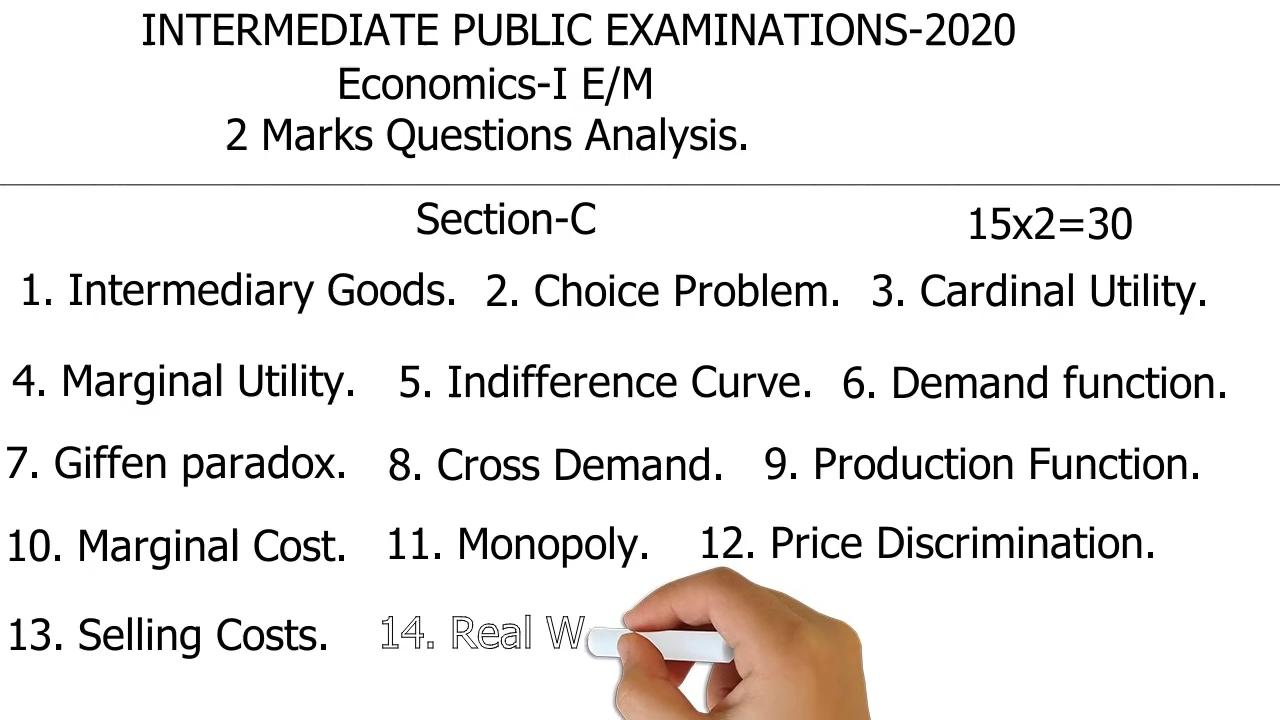 INTERMEDIATE PUBLIC EXAMINATIONS-2020
Economics-I E/M
2 Marks Questions Analysis.
Section-C 15x2=30
1. Intermediary Goods. 2. Choice Problem. 3. Cardinal Utility.
4. Marginal Utility. 5. Indifference Curve. 6. Demand function.
7. Giffen paradox. 8. Cross Demand. 9. Production Function.
10. Marginal Cost. 11. Monopoly. 12. Price Discrimination.
13. Selling Costs. 14. Real W